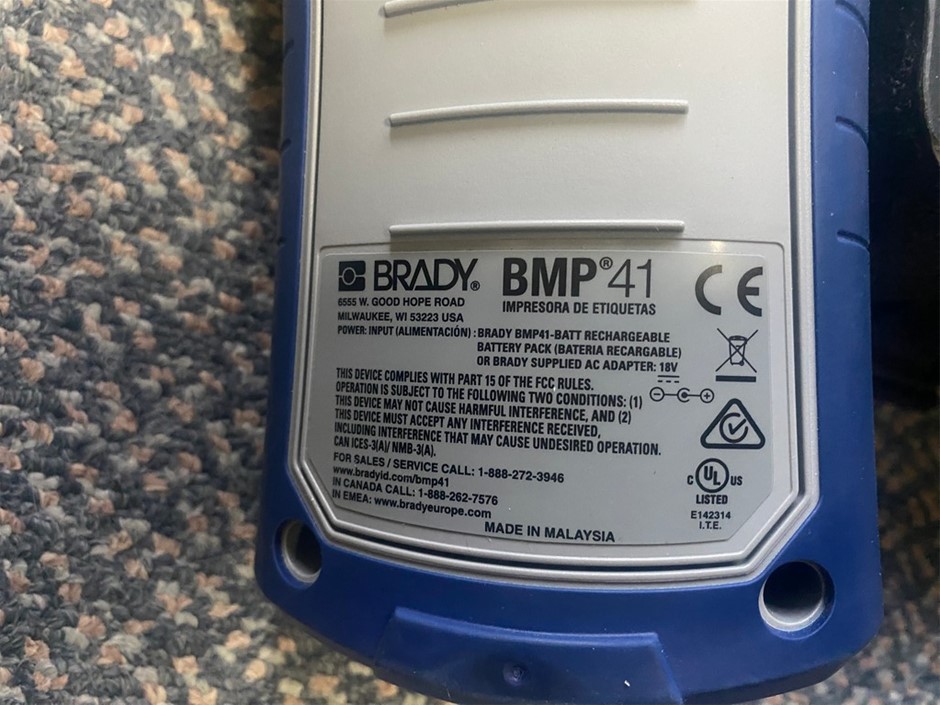 BRADY® BMP®41 CE
6555 W. GOOD HOPE ROAD
MILWAUKEE, WI 53223 USA
IMPRESORA DE ETIQUETAS
POWER: INPUT (ALIMENTACIÓN) : BRADY BMP41-BATT RECHARGEABLE
BATTERY PACK (BATERIA RECARGABLE)
OR BRADY SUPPLIED AC ADAPTER: 18V
THIS DEVICE COMPLIES WITH PART 15 OF THE FCC RULES.
OPERATION IS SUBJECT TO THE FOLLOWING TWO CONDITIONS: (1)
THIS DEVICE MAY NOT CAUSE HARMFUL INTERFERENCE, AND (2)
THIS DEVICE MUST ACCEPT ANY INTERFERENCE RECEIVED,
INCLUDING INTERFERENCE THAT MAY CAUSE UNDESIRED OPERATION.
CAN ICES-3(A)/ NMB-3(A).
FOR SALES / SERVICE CALL: 1-888-272-3946
www.bradyid.com/bmp41
IN CANADA CALL: 1-888-262-7576
IN EMEA: www.bradyeurope.com
MADE IN MALAYSIA
C UL US
LISTED
E142314
I.T.E.